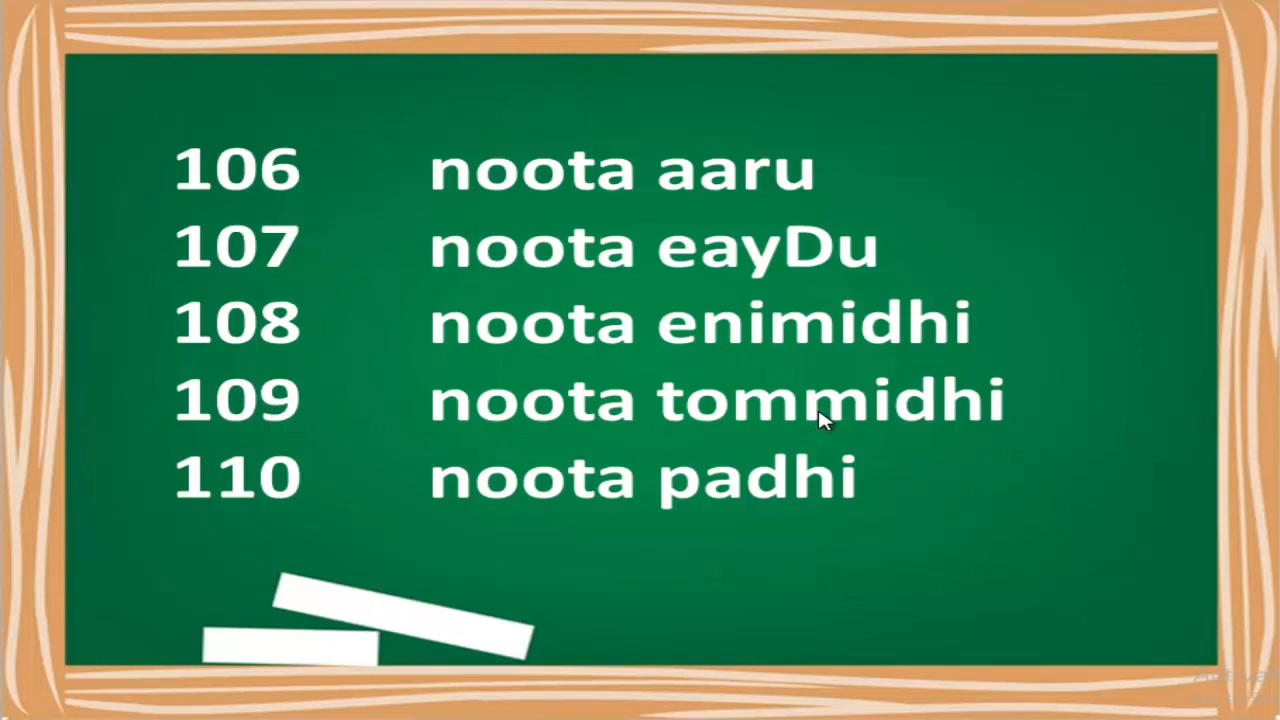 106 noota aaru
107 noota eayDu
108 noota enimidhi
109 noota tommidhi
110 noota padhi